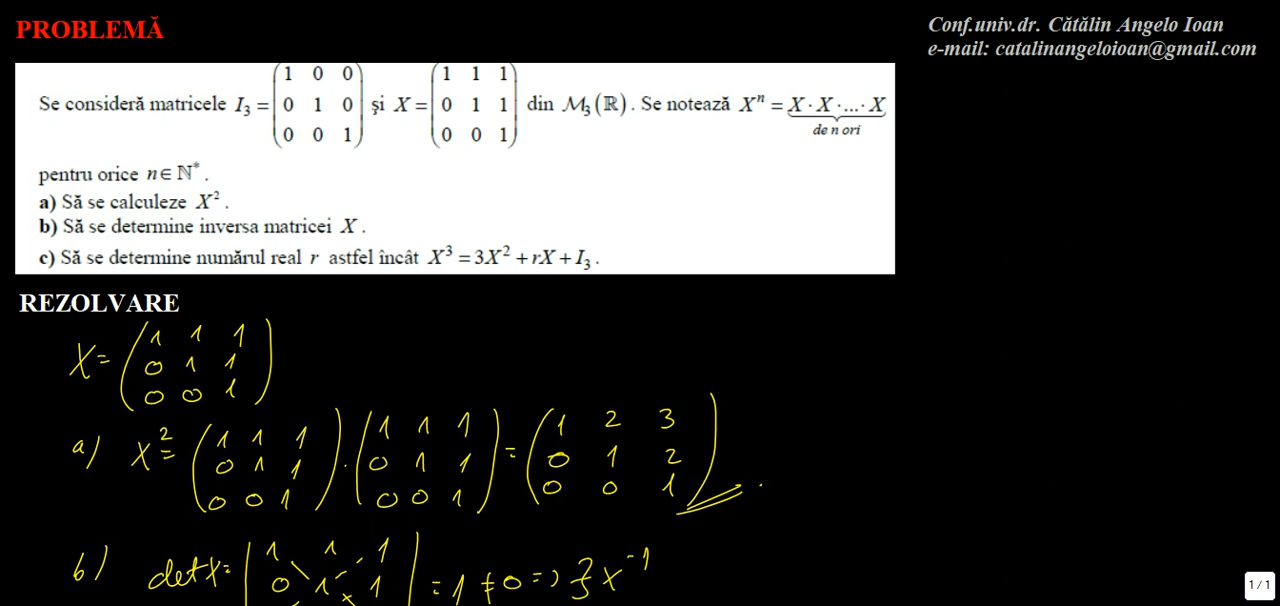 PROBLEMĂ
Conf.univ.dr. Cătălin Angelo Ioan
e-mail: catalinangeloioan@gmail.com
Se consideră matricele I₃ = (1 0 0; 0 1 0; 0 0 1) şi X = (1 1 1; 0 1 1; 0 0 1) din ℳ₃(ℝ). Se notează Xⁿ = X · X · ... · X
de n ori
pentru orice n ∈ ℕ*.
a) Să se calculeze X².
b) Să se determine inversa matricei X.
c) Să se determine numărul real r astfel încât X³ = 3X² + rX + I₃.
REZOLVARE
X = (1 1 1; 0 1 1; 0 0 1)
a) X² = (1 1 1; 0 1 1; 0 0 1) · (1 1 1; 0 1 1; 0 0 1) = (1 2 3; 0 1 2; 0 0 1)
b) det X = |1 1 1; 0 1 1| = 1 ≠ 0 => ∃ X⁻¹
1 / 1